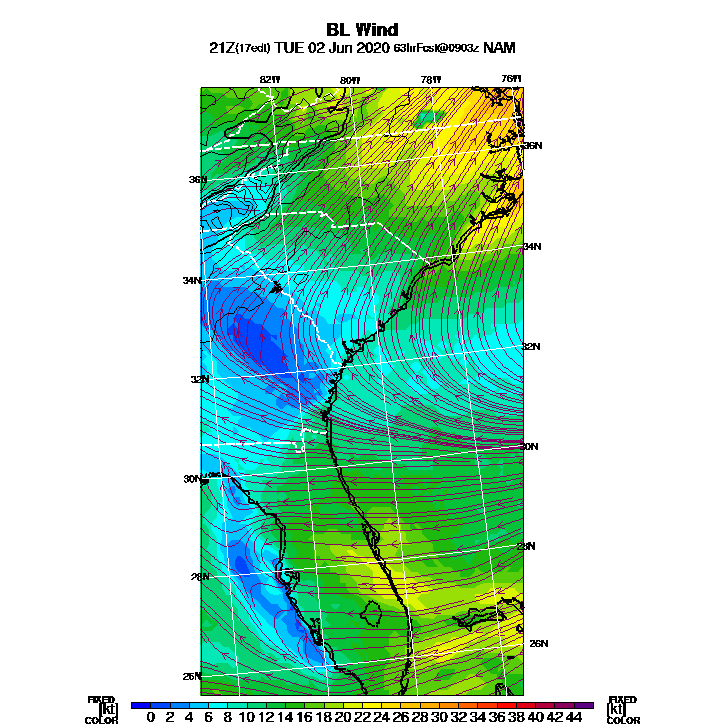 BL Wind
21Z(17edt) TUE 02 Jun 2020 63hrFcst@0903z NAM
82W 80W 78W 76W
36N
36N
34N
34N
32N
32N
30N
30N
28N
28N
26N
26N
FIXED FIXED
[kt] 0 2 4 6 8 10 12 14 16 18 20 22 24 26 28 30 32 34 36 38 40 42 44 [kt]
COLOR COLOR